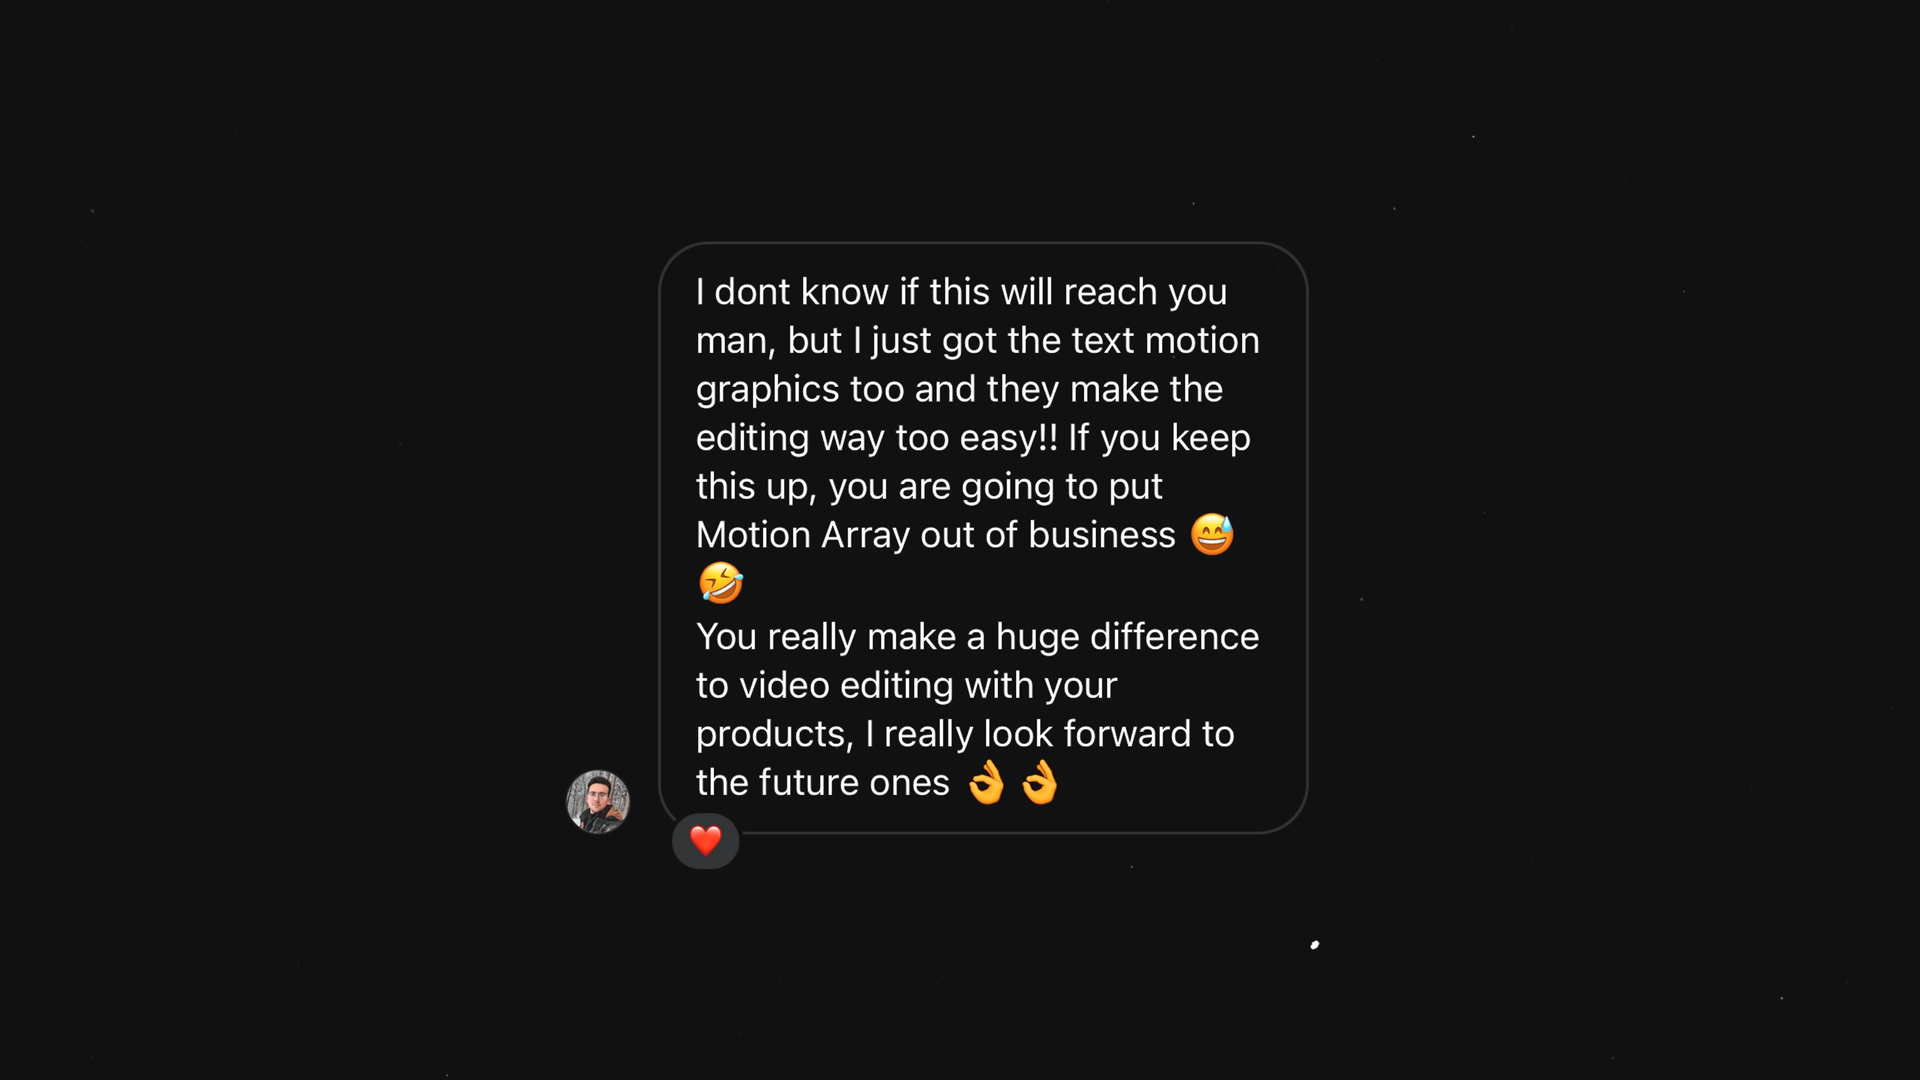 I dont know if this will reach you
man, but I just got the text motion
graphics too and they make the
editing way too easy!! If you keep
this up, you are going to put
Motion Array out of business 😅
🤣
You really make a huge difference
to video editing with your
products, I really look forward to
the future ones 👌👌
❤️